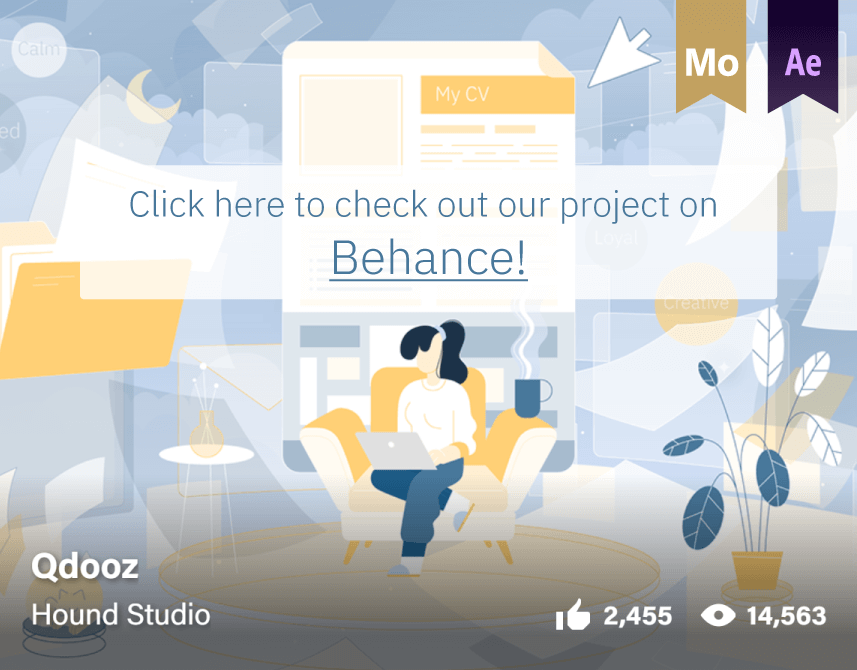 Calm
Mo
Ae
My CV
ed
Click here to check out our project on
Behance!
Loyal
Creative
Qdooz
Hound Studio
2,455
14,563